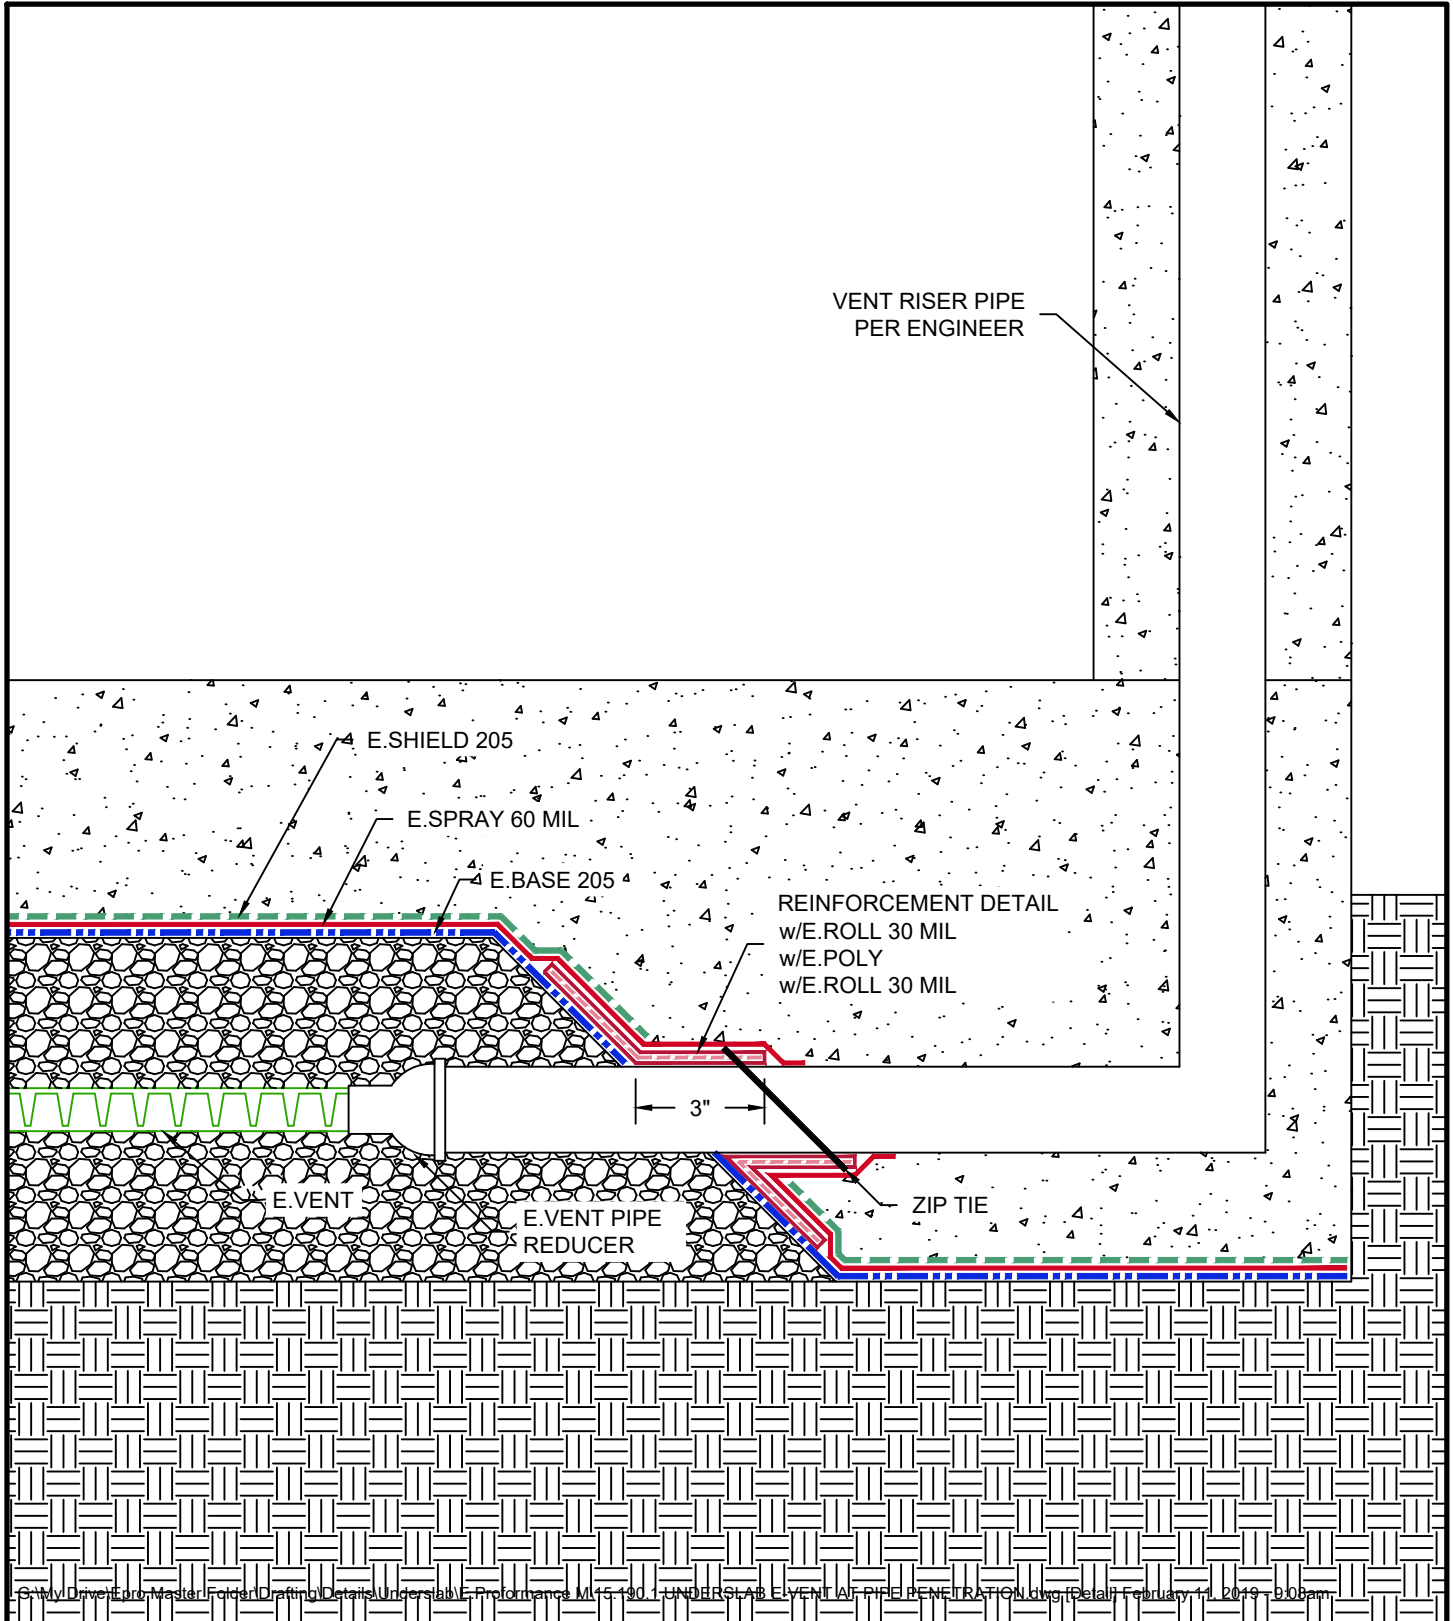 VENT RISER PIPE
PER ENGINEER
E.SHIELD 205
E.SPRAY 60 MIL
E.BASE 205
REINFORCEMENT DETAIL
w/E.ROLL 30 MIL
w/E.POLY
w/E.ROLL 30 MIL
3"
E.VENT
E.VENT PIPE
REDUCER
ZIP TIE
G:\My Drive\Epro Master Folder\Drafting\Details\Underslab\E.Proformance M\15.190.1 UNDERSLAB E-VENT AT PIPE PENETRATION.dwg [Detail] February 11, 2019 - 9:08am